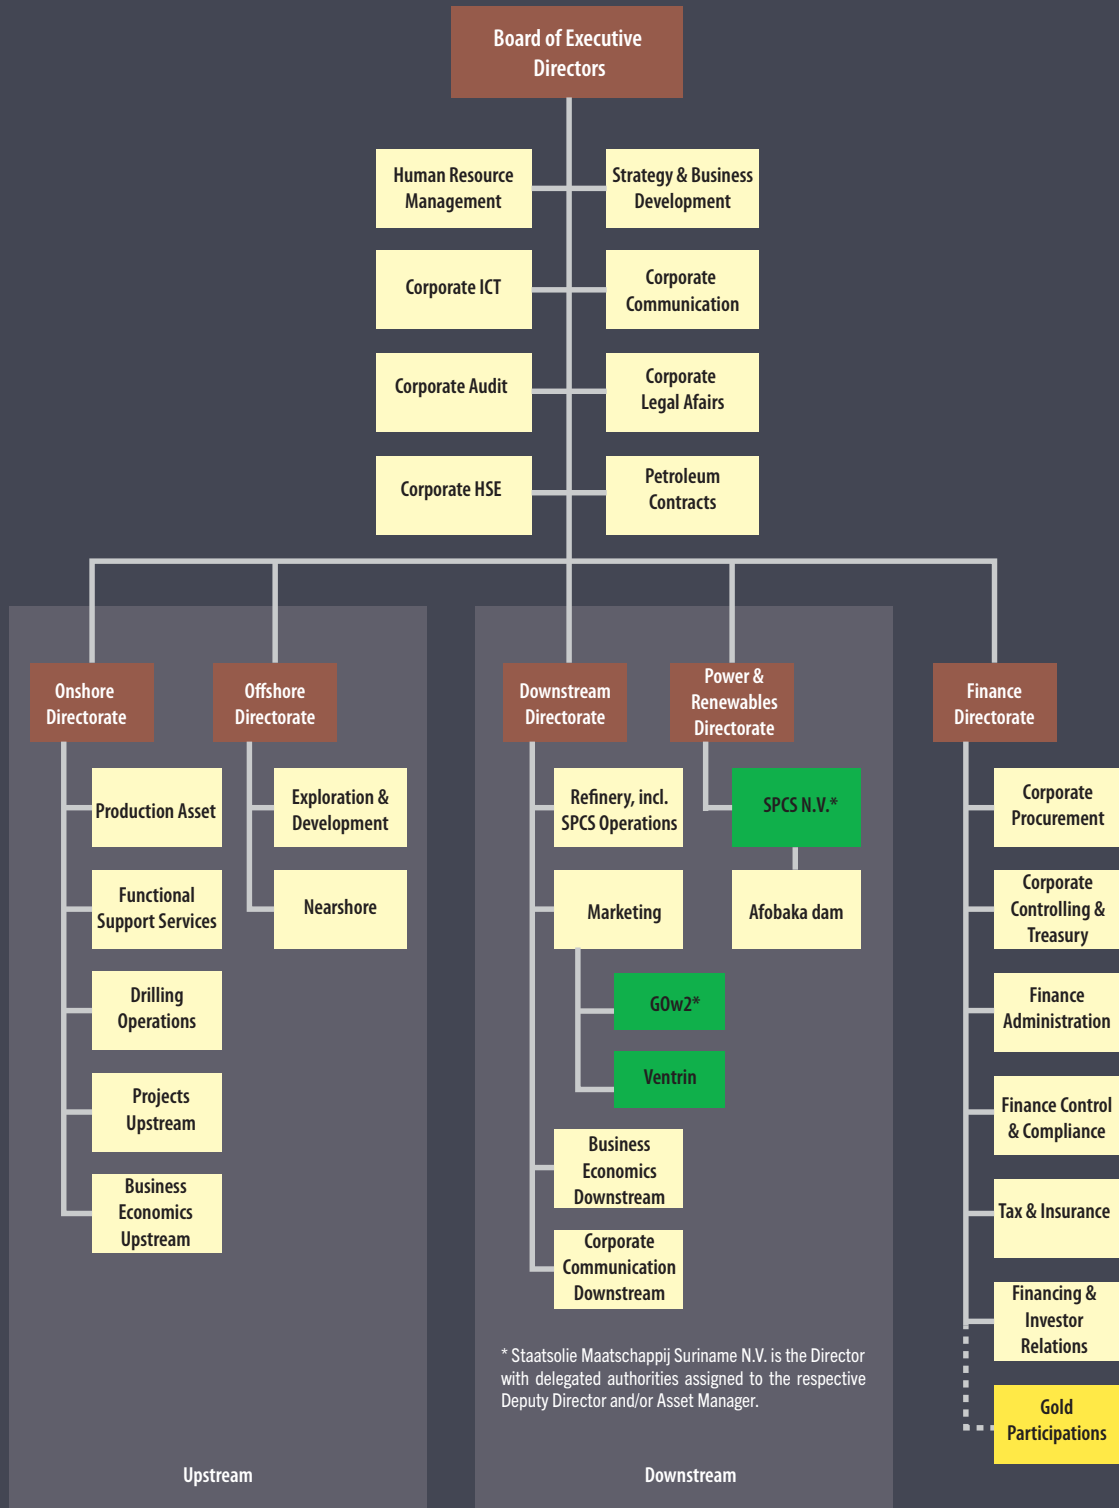 Board of Executive
Directors
Human Resource
Management
Strategy & Business
Development
Corporate ICT
Corporate
Communication
Corporate Audit
Corporate
Legal Afairs
Corporate HSE
Petroleum
Contracts
Onshore
Directorate
Production Asset
Functional
Support Services
Drilling
Operations
Projects
Upstream
Business
Economics
Upstream
Offshore
Directorate
Exploration &
Development
Nearshore
Upstream
Downstream
Directorate
Refinery, incl.
SPCS Operations
Marketing
GOw2*
Ventrin
Business
Economics
Downstream
Corporate
Communication
Downstream
Power &
Renewables
Directorate
SPCS N.V.*
Afobaka dam
* Staatsolie Maatschappij Suriname N.V. is the Director
with delegated authorities assigned to the respective
Deputy Director and/or Asset Manager.
Downstream
Finance
Directorate
Corporate
Procurement
Corporate
Controlling &
Treasury
Finance
Administration
Finance Control
& Compliance
Tax & Insurance
Financing &
Investor
Relations
Gold
Participations